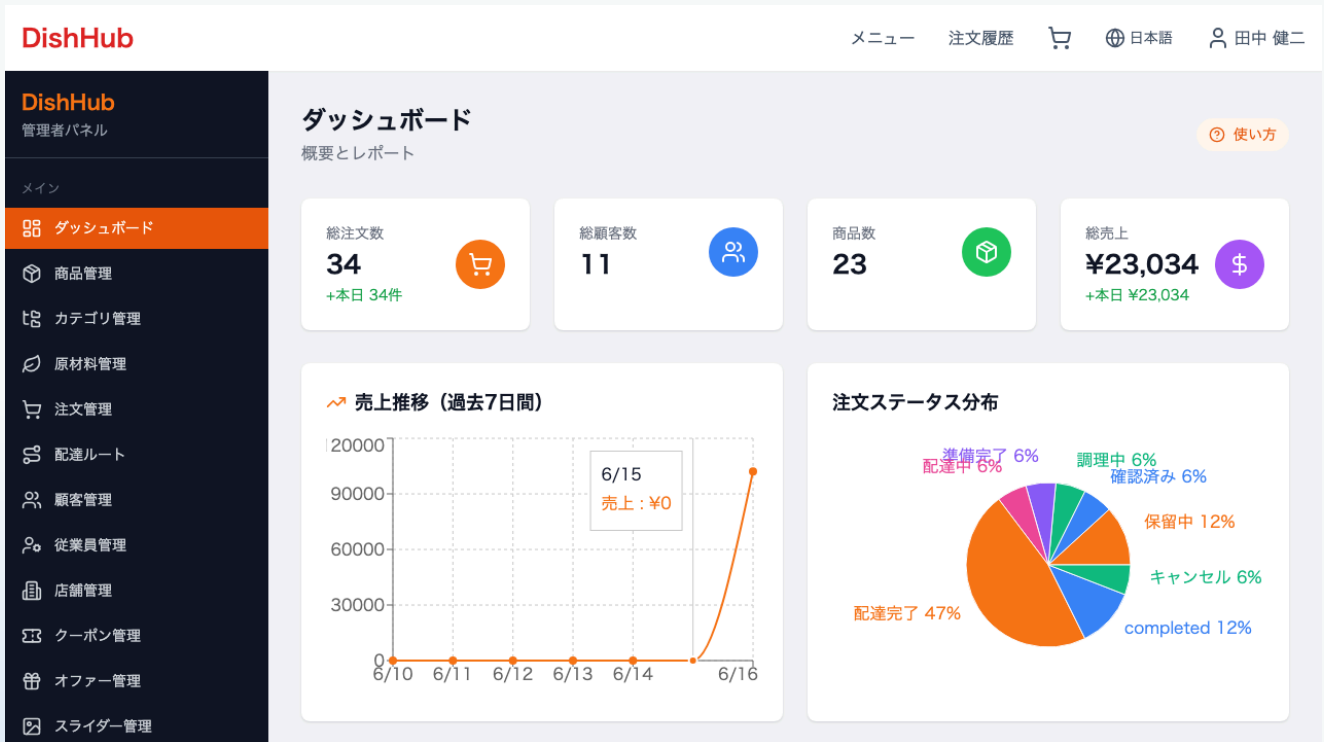 DishHub
メニュー
注文履歴
日本語
田中 健二
DishHub
管理者パネル
メイン
ダッシュボード
商品管理
カテゴリ管理
原材料管理
注文管理
配達ルート
顧客管理
従業員管理
店舗管理
クーポン管理
オファー管理
スライダー管理
ダッシュボード
概要とレポート
使い方
総注文数
34
+本日 34件
総顧客数
11
商品数
23
総売上
¥23,034
+本日 ¥23,034
売上推移（過去7日間）
20000
90000
60000
30000
0
6/10 6/11 6/12 6/13 6/14 6/16
6/15
売上 : ¥0
注文ステータス分布
準備完了 6%
配達中 6%
調理中 6%
確認済み 6%
保留中 12%
キャンセル 6%
completed 12%
配達完了 47%